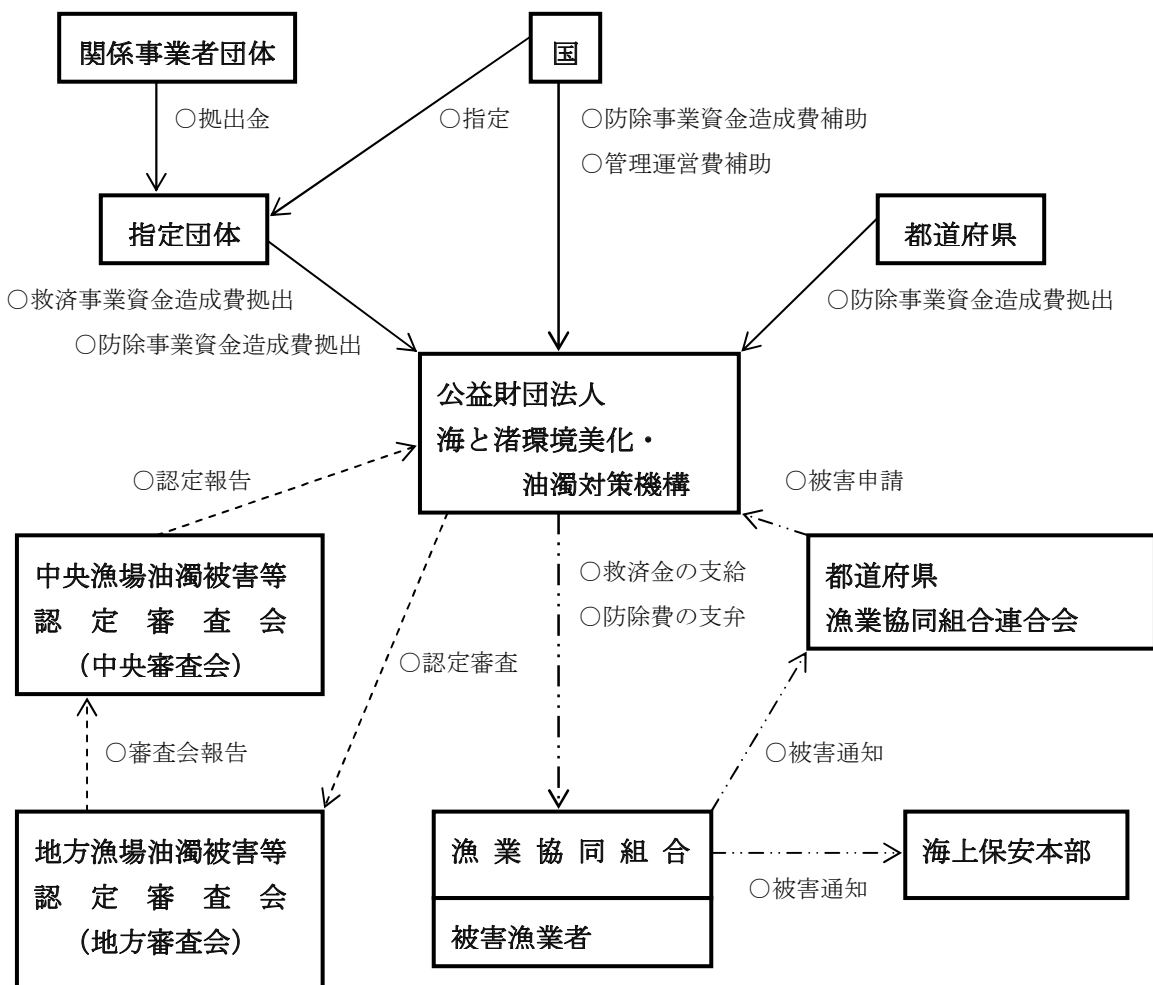 関係事業者団体
国
○拠出金
○指定
○防除事業資金造成費補助
○管理運営費補助
指定団体
都道府県
○救済事業資金造成費拠出
○防除事業資金造成費拠出
○防除事業資金造成費拠出
公益財団法人
海と渚環境美化・
油濁対策機構
○認定報告
○被害申請
中央漁場油濁被害等
認定審査会
(中央審査会)
○救済金の支給
○防除費の支弁
都道府県
漁業協同組合連合会
○認定審査
○審査会報告
○被害通知
地方漁場油濁被害等
認定審査会
(地方審査会)
漁業協同組合
被害漁業者
○被害通知
海上保安本部